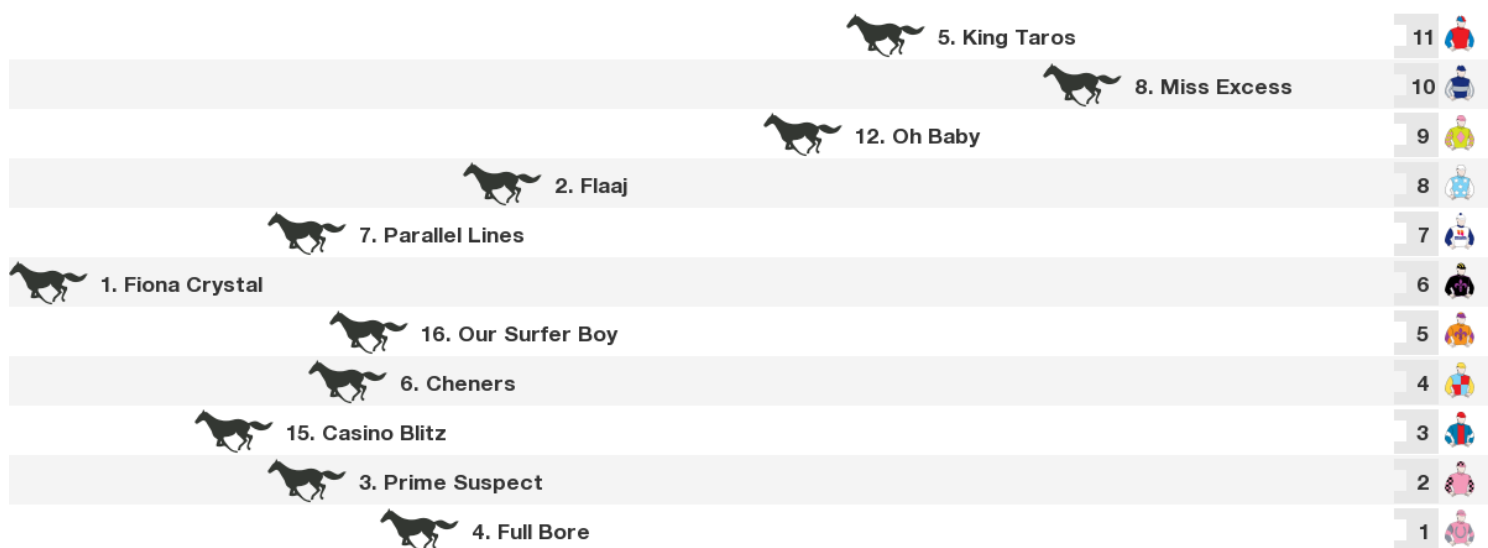 5. King Taros 11
8. Miss Excess 10
12. Oh Baby 9
2. Flaaj 8
7. Parallel Lines 7
1. Fiona Crystal 6
16. Our Surfer Boy 5
6. Cheners 4
15. Casino Blitz 3
3. Prime Suspect 2
4. Full Bore 1